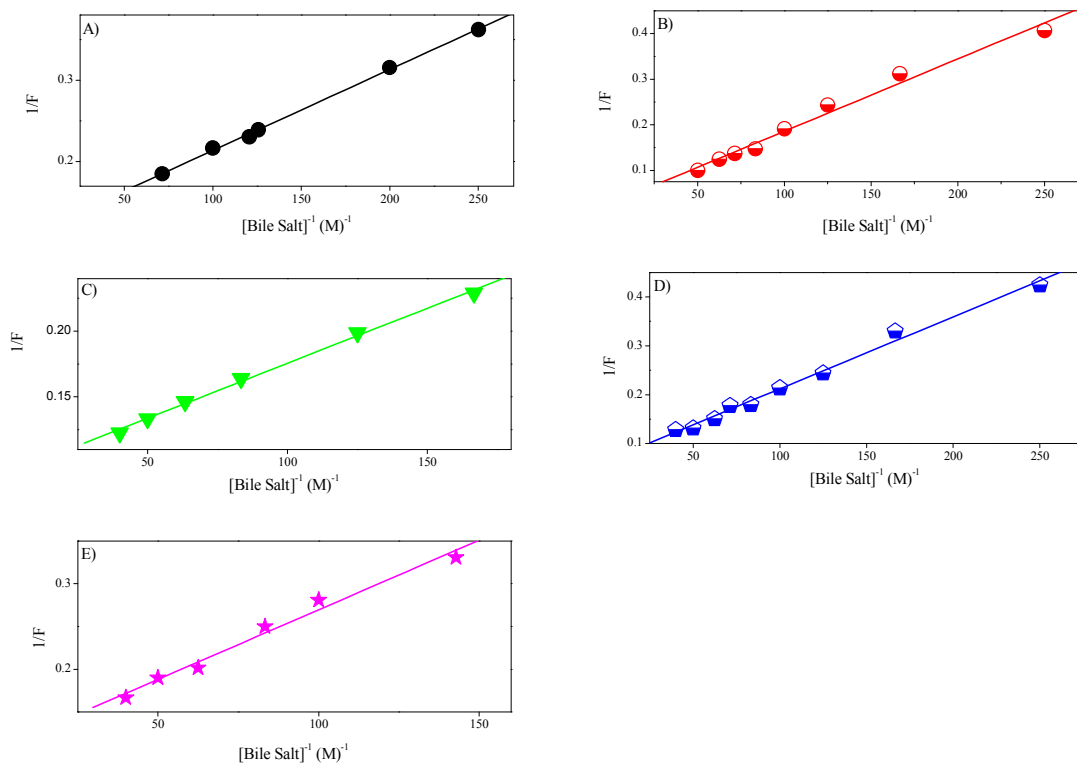 A)
1/F
0.3
0.2
50 100 150 200 250
[Bile Salt]⁻¹ (M)⁻¹
B)
1/F
0.4
0.3
0.2
0.1
50 100 150 200 250
[Bile Salt]⁻¹ (M)⁻¹
C)
1/F
0.20
0.15
50 100 150
[Bile Salt]⁻¹ (M)⁻¹
D)
1/F
0.4
0.3
0.2
0.1
50 100 150 200 250
[Bile Salt]⁻¹ (M)⁻¹
E)
1/F
0.3
0.2
50 100 150
[Bile Salt]⁻¹ (M)⁻¹